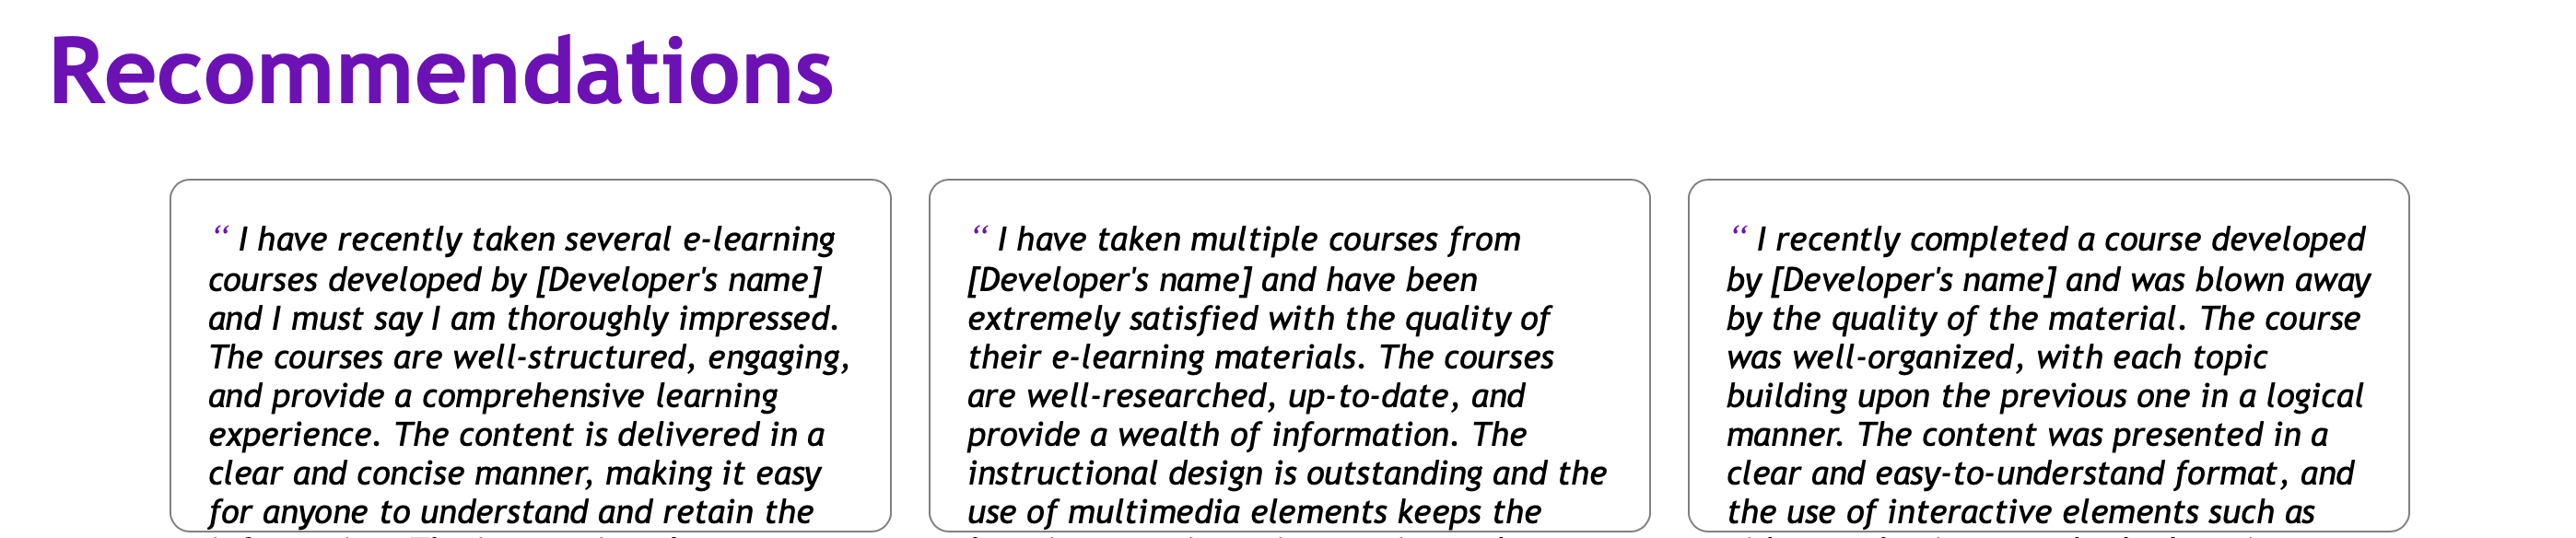 Recommendations
“ I have recently taken several e-learning
courses developed by [Developer's name]
and I must say I am thoroughly impressed.
The courses are well-structured, engaging,
and provide a comprehensive learning
experience. The content is delivered in a
clear and concise manner, making it easy
for anyone to understand and retain the
“ I have taken multiple courses from
[Developer's name] and have been
extremely satisfied with the quality of
their e-learning materials. The courses
are well-researched, up-to-date, and
provide a wealth of information. The
instructional design is outstanding and the
use of multimedia elements keeps the
“ I recently completed a course developed
by [Developer's name] and was blown away
by the quality of the material. The course
was well-organized, with each topic
building upon the previous one in a logical
manner. The content was presented in a
clear and easy-to-understand format, and
the use of interactive elements such as